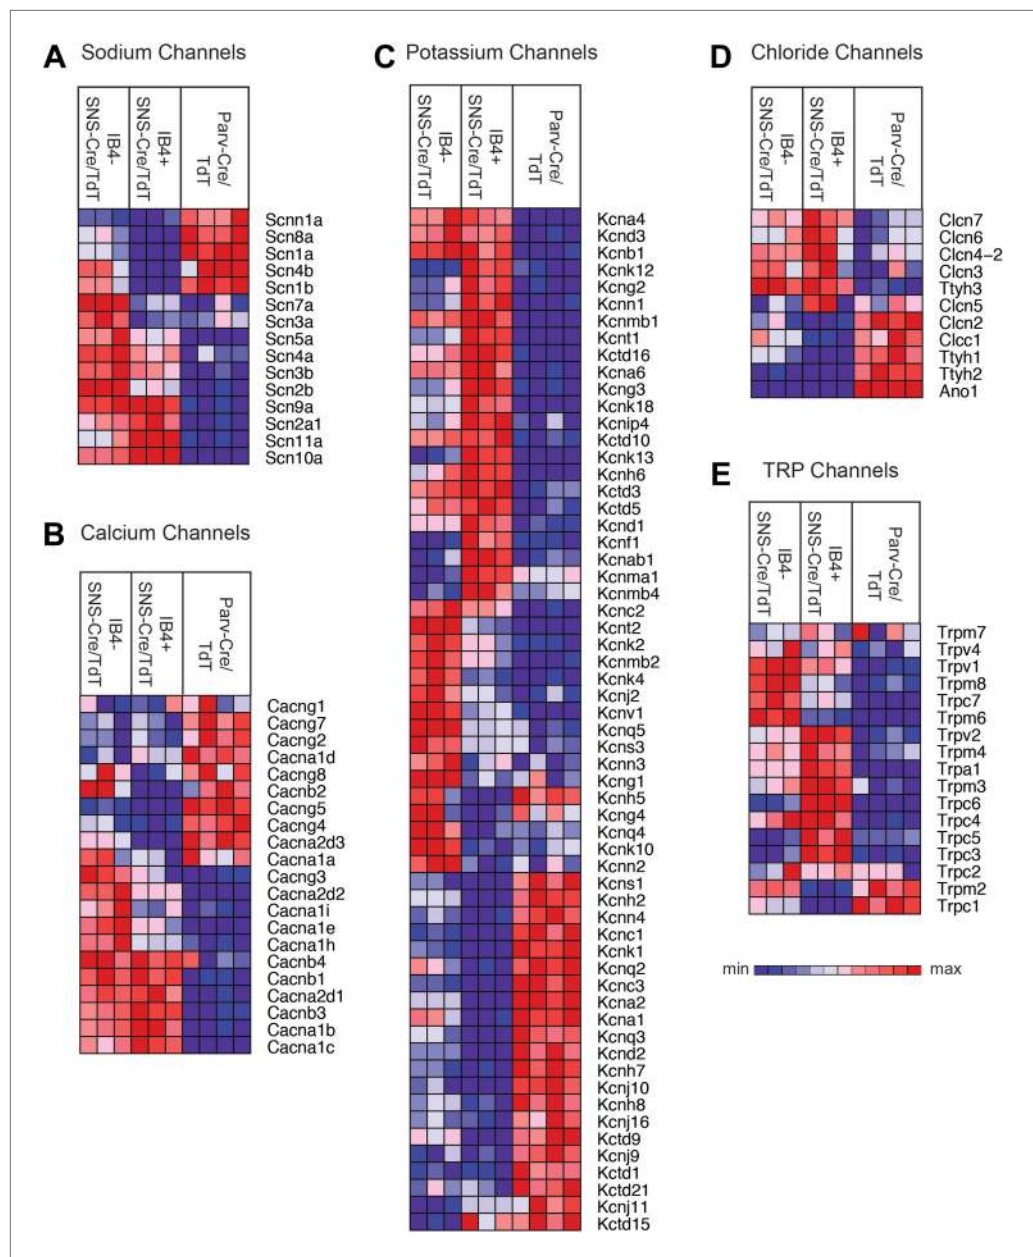 A Sodium Channels
IB4-
SNS-Cre/TdT
IB4+
SNS-Cre/TdT
Parv-Cre/
TdT
Scnn1a
Scn8a
Scn1a
Scn4b
Scn1b
Scn7a
Scn3a
Scn5a
Scn4a
Scn3b
Scn2b
Scn9a
Scn2a1
Scn11a
Scn10a
B Calcium Channels
IB4-
SNS-Cre/TdT
IB4+
SNS-Cre/TdT
Parv-Cre/
TdT
Cacng1
Cacng7
Cacng2
Cacna1d
Cacng8
Cacnb2
Cacng5
Cacng4
Cacna2d3
Cacna1a
Cacng3
Cacna2d2
Cacna1i
Cacna1e
Cacna1h
Cacnb4
Cacnb1
Cacna2d1
Cacnb3
Cacna1b
Cacna1c
C Potassium Channels
IB4-
SNS-Cre/TdT
IB4+
SNS-Cre/TdT
Parv-Cre/
TdT
Kcna4
Kcnd3
Kcnb1
Kcnk12
Kcng2
Kcnn1
Kcnmb1
Kcnt1
Kctd16
Kcna6
Kcng3
Kcnk18
Kcnip4
Kctd10
Kcnk13
Kcnh6
Kctd3
Kctd5
Kcnd1
Kcnf1
Kcnab1
Kcnma1
Kcnmb4
Kcnc2
Kcnt2
Kcnk2
Kcnmb2
Kcnk4
Kcnj2
Kcnv1
Kcnq5
Kcns3
Kcnn3
Kcng1
Kcnh5
Kcng4
Kcnq4
Kcnk10
Kcnn2
Kcns1
Kcnh2
Kcnn4
Kcnc1
Kcnk1
Kcnq2
Kcnc3
Kcna2
Kcna1
Kcnq3
Kcnd2
Kcnh7
Kcnj10
Kcnh8
Kcnj16
Kctd9
Kcnj9
Kctd1
Kctd21
Kcnj11
Kctd15
D Chloride Channels
IB4-
SNS-Cre/TdT
IB4+
SNS-Cre/TdT
Parv-Cre/
TdT
Clcn7
Clcn6
Clcn4-2
Clcn3
Ttyh3
Clcn5
Clcn2
Clcc1
Ttyh1
Ttyh2
Ano1
E TRP Channels
IB4-
SNS-Cre/TdT
IB4+
SNS-Cre/TdT
Parv-Cre/
TdT
Trpm7
Trpv4
Trpv1
Trpm8
Trpc7
Trpm6
Trpv2
Trpm4
Trpa1
Trpm3
Trpc6
Trpc4
Trpc5
Trpc3
Trpc2
Trpm2
Trpc1
min max